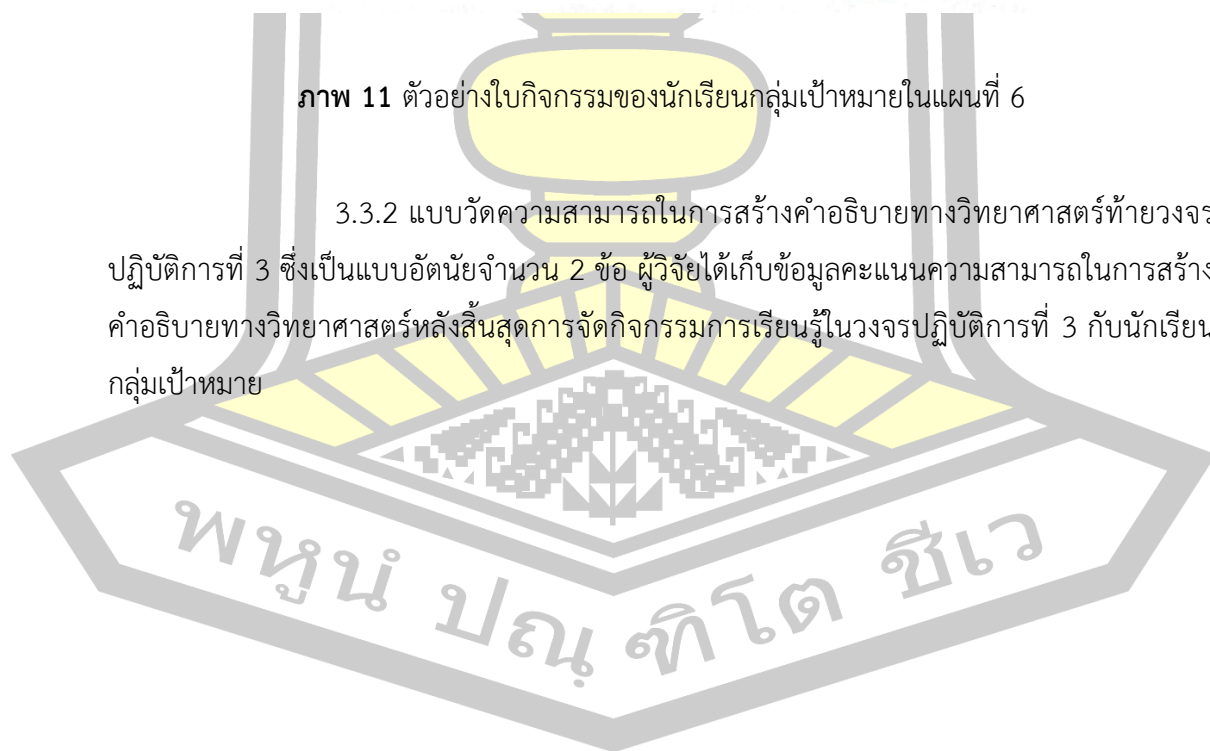 ภาพ 11 ตัวอย่างใบกิจกรรมของนักเรียนกลุ่มเป้าหมายในแผนที่ 6
3.3.2 แบบวัดความสามารถในการสร้างคำอธิบายทางวิทยาศาสตร์ท้ายวงจร
ปฏิบัติการที่ 3 ซึ่งเป็นแบบอัตนัยจำนวน 2 ข้อ ผู้วิจัยได้เก็บข้อมูลคะแนนความสามารถในการสร้าง
คำอธิบายทางวิทยาศาสตร์หลังสิ้นสุดการจัดกิจกรรมการเรียนรู้ในวงจรปฏิบัติการที่ 3 กับนักเรียน
กลุ่มเป้าหมาย
พหูนํ ปณฺฑิโต ชีเว